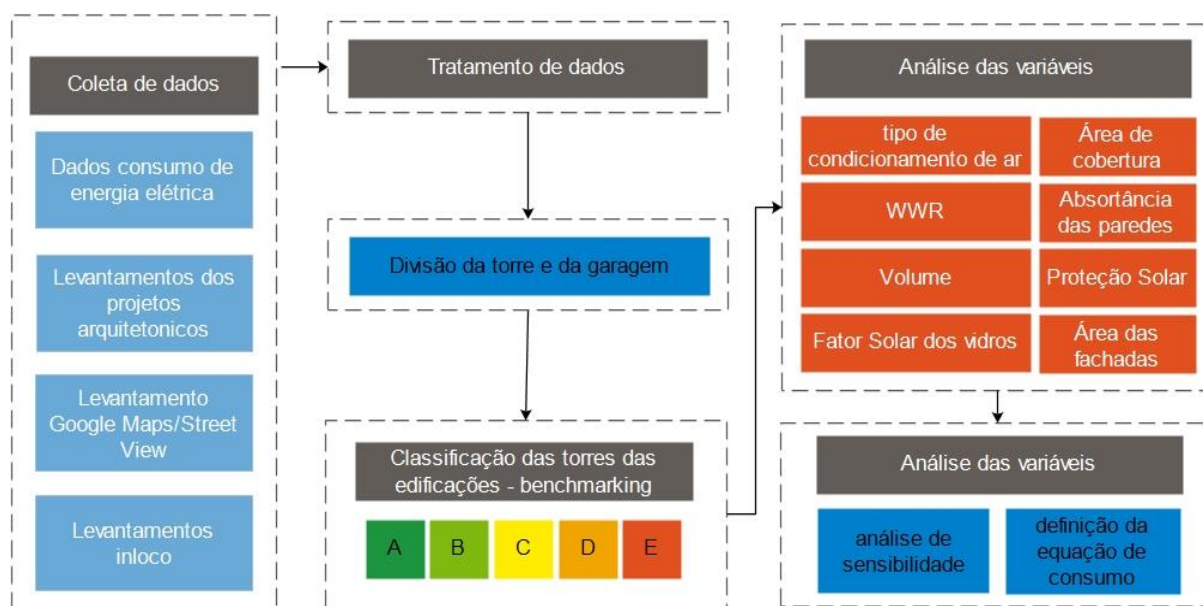 Coleta de dados
Dados consumo de
energia elétrica
Levantamentos dos
projetos
arquitetonicos
Levantamento
Google Maps/Street
View
Levantamentos
inloco
Tratamento de dados
Divisão da torre e da garagem
Classificação das torres das
edificações - benchmarking
A B C D E
Análise das variáveis
tipo de
condicionamento de ar
Área de
cobertura
WWR
Absortância
das paredes
Volume
Proteção Solar
Fator Solar dos vidros
Área das
fachadas
Análise das variáveis
análise de
sensibilidade
definição da
equação de
consumo